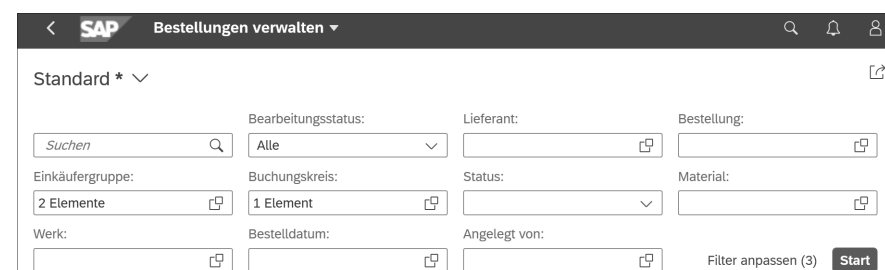 SAP Bestellungen verwalten
Standard *
Bearbeitungsstatus: Lieferant: Bestellung:
Suchen Alle
Einkäufergruppe: Buchungskreis: Status: Material:
2 Elemente 1 Element
Werk: Bestelldatum: Angelegt von:
Filter anpassen (3) Start